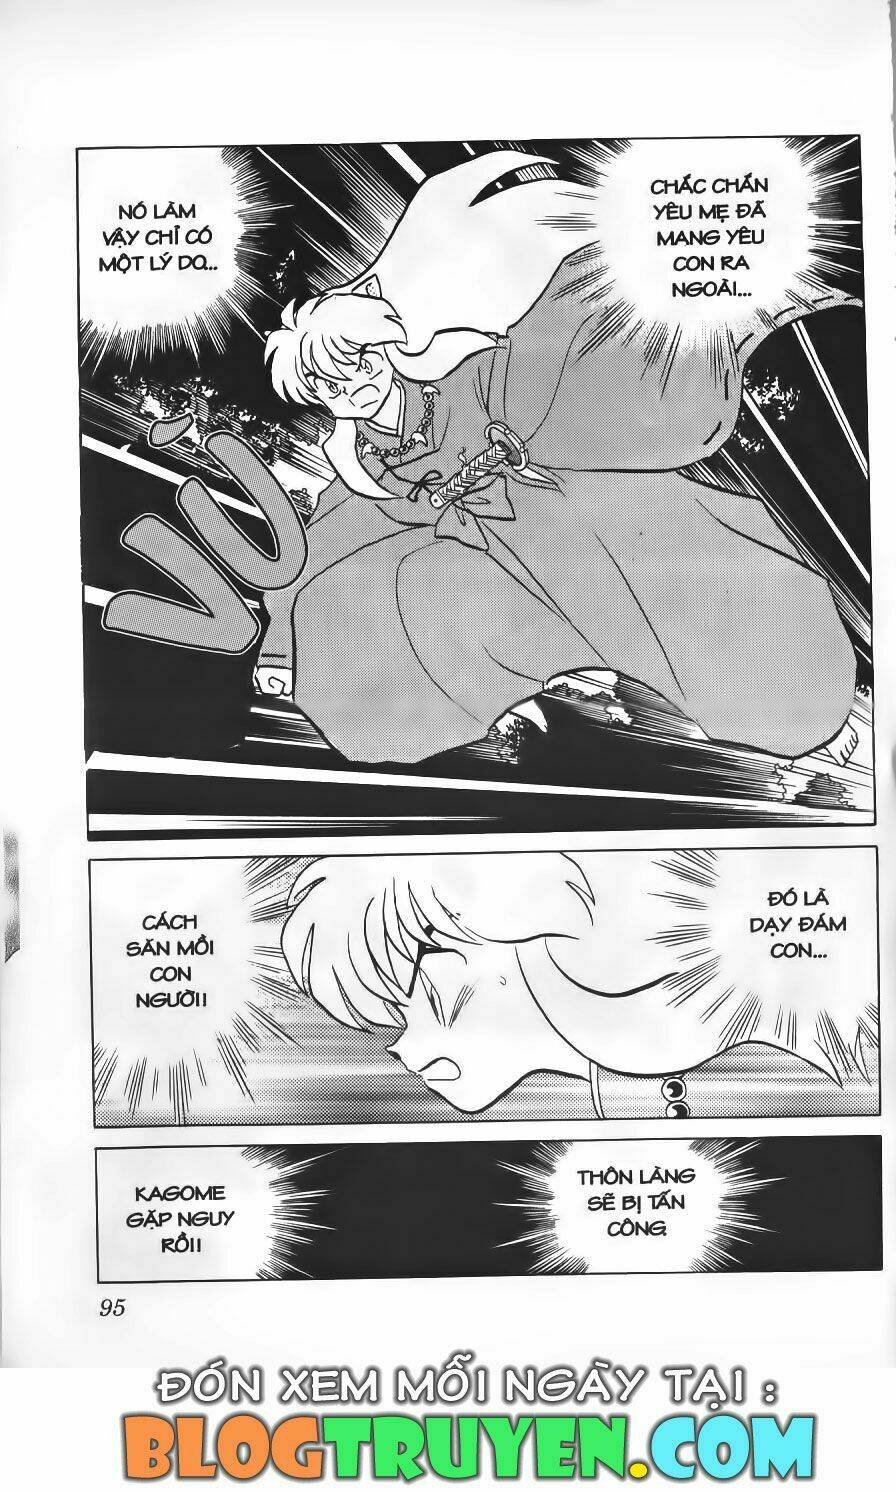 CHẮC CHẮN
YÊU MẸ ĐÃ
MANG YÊU
CON RA
NGOÀI...
NÓ LÀM
VẬY CHỈ CÓ
MỘT LÝ DO...
VÚ
ĐÓ LÀ
DẠY ĐÁM
CON...
CÁCH
SĂN MỒI
CON
NGƯỜI!!
THÔN LÀNG
SẼ BỊ TẤN
CÔNG.
KAGOME
GẶP NGUY
RỒI!!
95
ĐÓN XEM MỖI NGÀY TẠI :
BLOGTRUYEN.COM